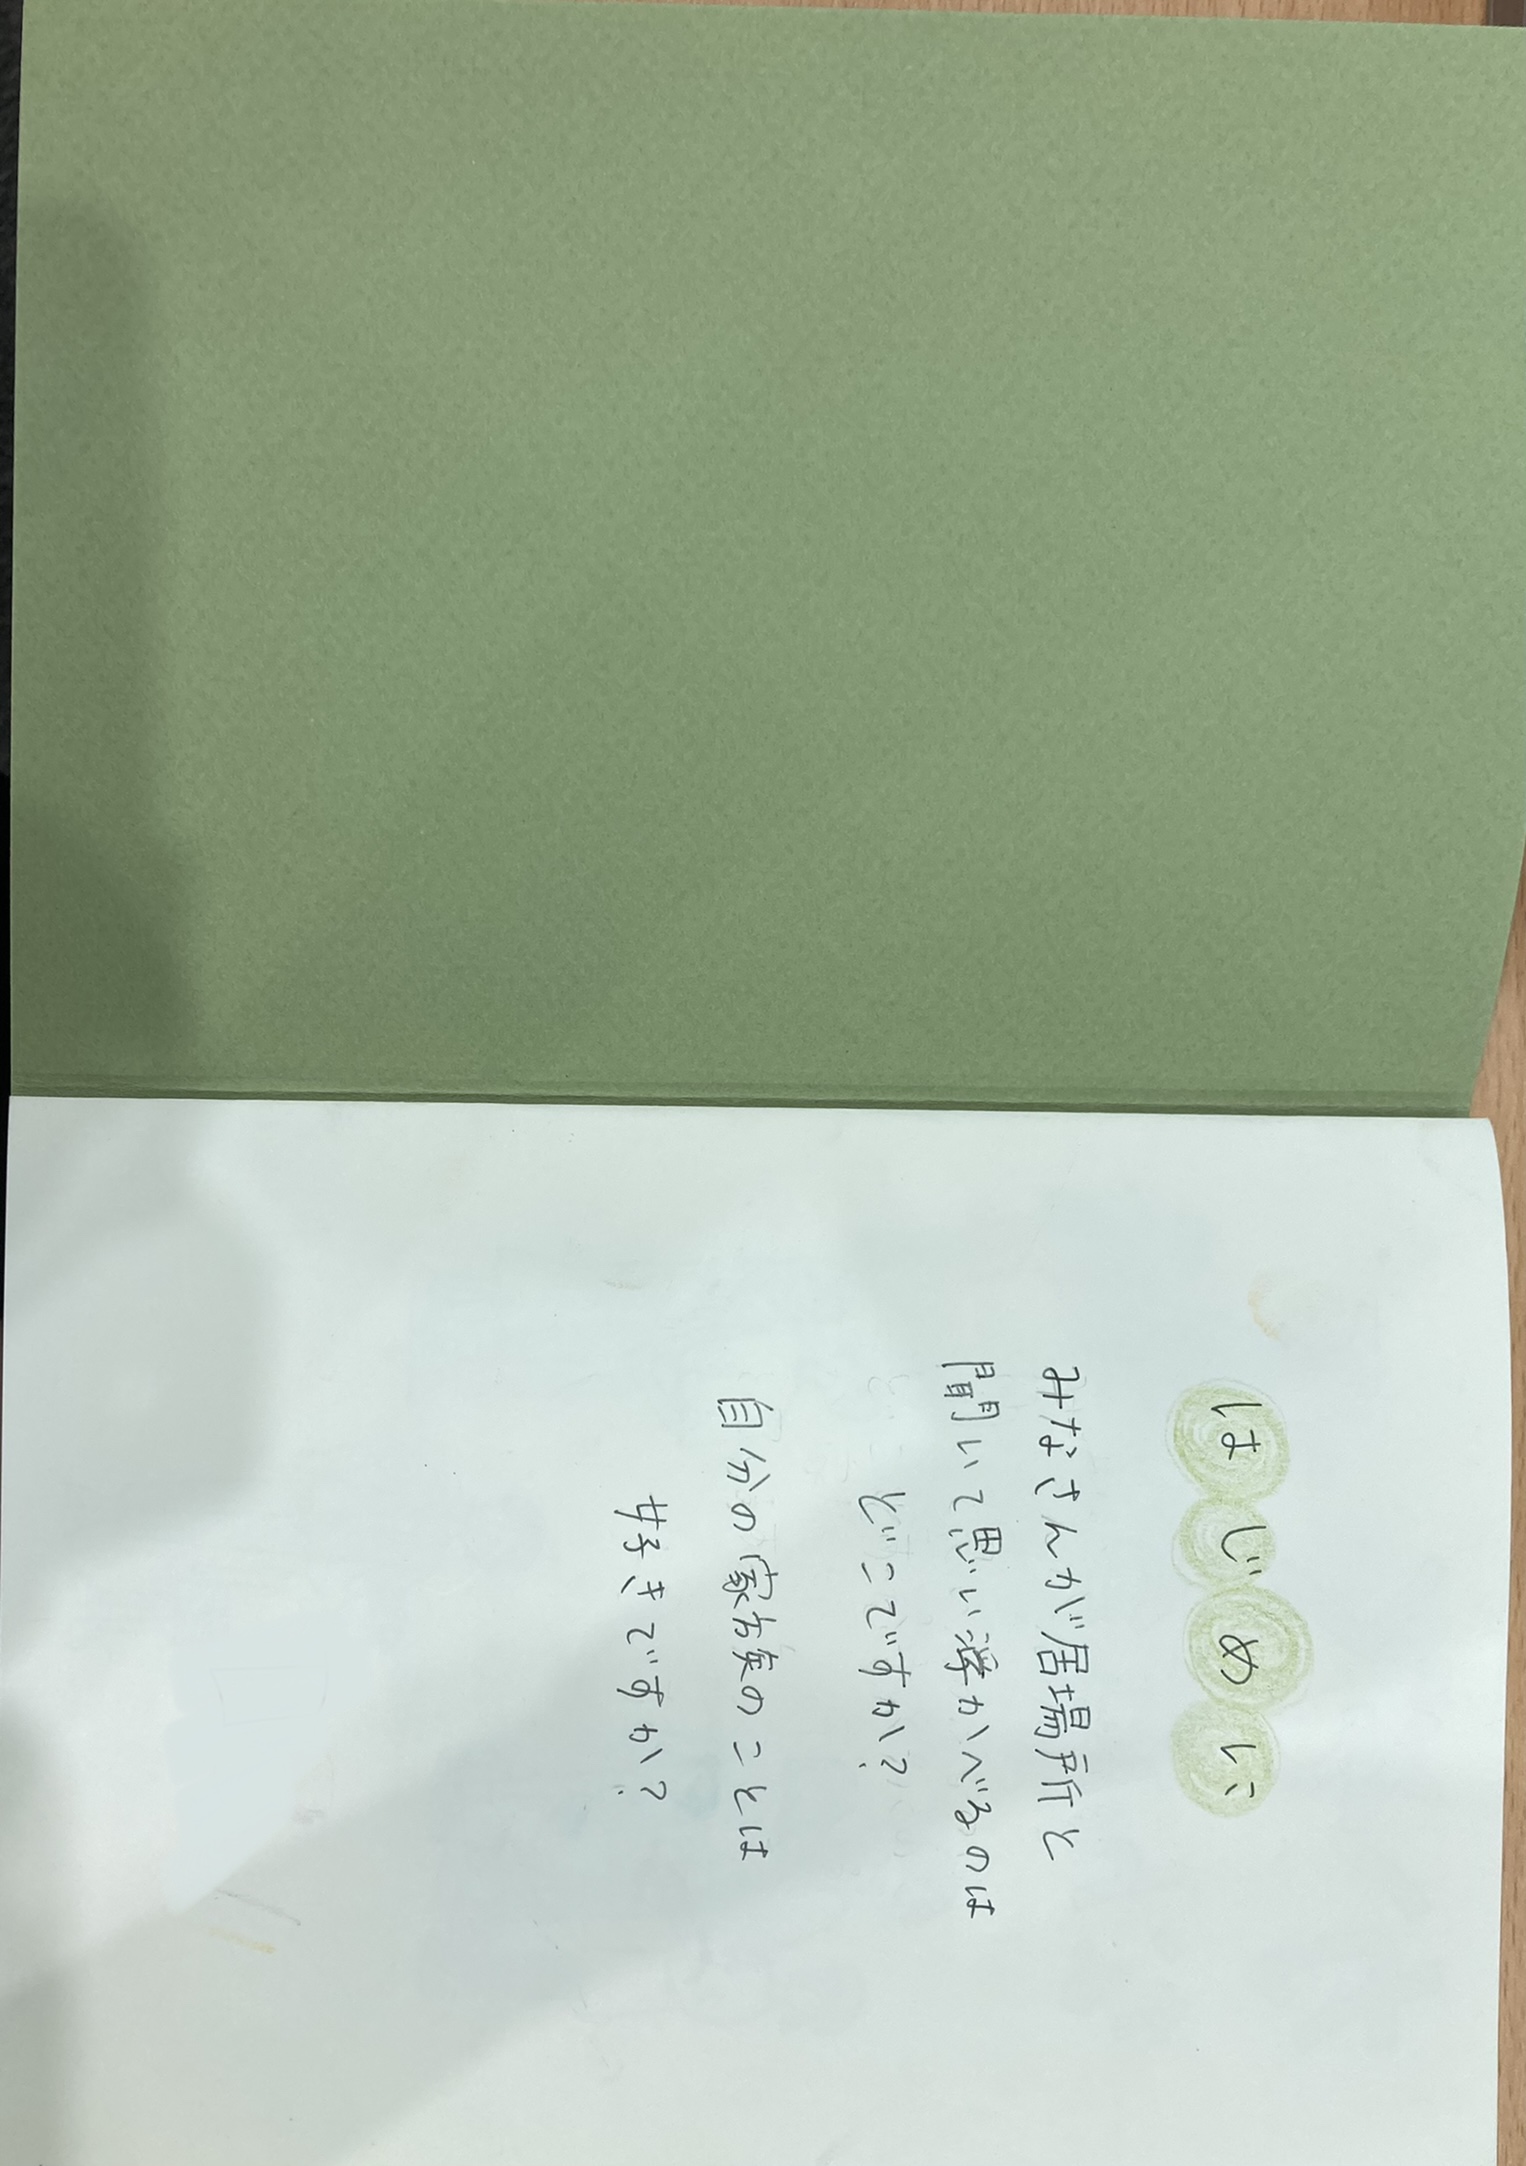 はじめに
みなさんが居場所と
聞いて思い浮かべるのは
どこですか?
自分の家族のことは
好きですか?